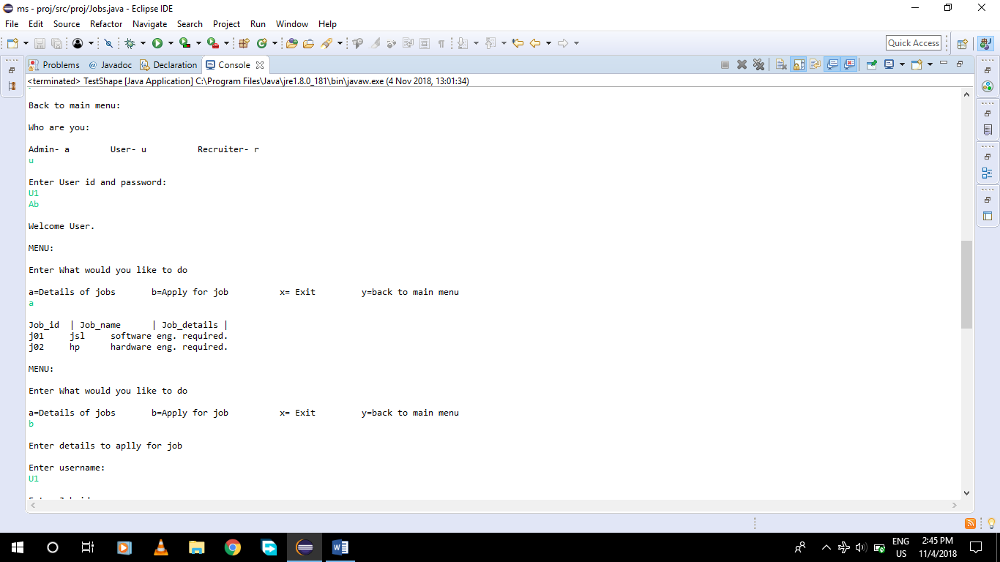 ms - proj/src/proj/Jobs.java - Eclipse IDE
File Edit Source Refactor Navigate Search Project Run Window Help
Quick Access
Problems @ Javadoc Declaration Console
<terminated> TestShape [Java Application] C:\Program Files\Java\jre1.8.0_181\bin\javaw.exe (4 Nov 2018, 13:01:34)
Back to main menu:
Who are you:
Admin- a User- u Recruiter- r
u
Enter User id and password:
U1
Ab
Welcome User.
MENU:
Enter What would you like to do
a=Details of jobs b=Apply for job x= Exit y=back to main menu
a
Job_id | Job_name | Job_details |
j01 jsl software eng. required.
j02 hp hardware eng. required.
MENU:
Enter What would you like to do
a=Details of jobs b=Apply for job x= Exit y=back to main menu
b
Enter details to aplly for job
Enter username:
U1
ENG 2:45 PM
US 11/4/2018